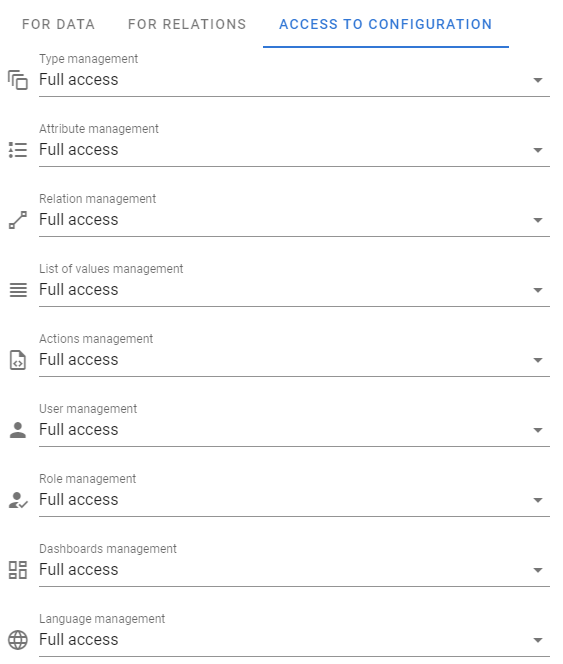 FOR DATA FOR RELATIONS ACCESS TO CONFIGURATION
Type management
Full access
Attribute management
Full access
Relation management
Full access
List of values management
Full access
Actions management
Full access
User management
Full access
Role management
Full access
Dashboards management
Full access
Language management
Full access